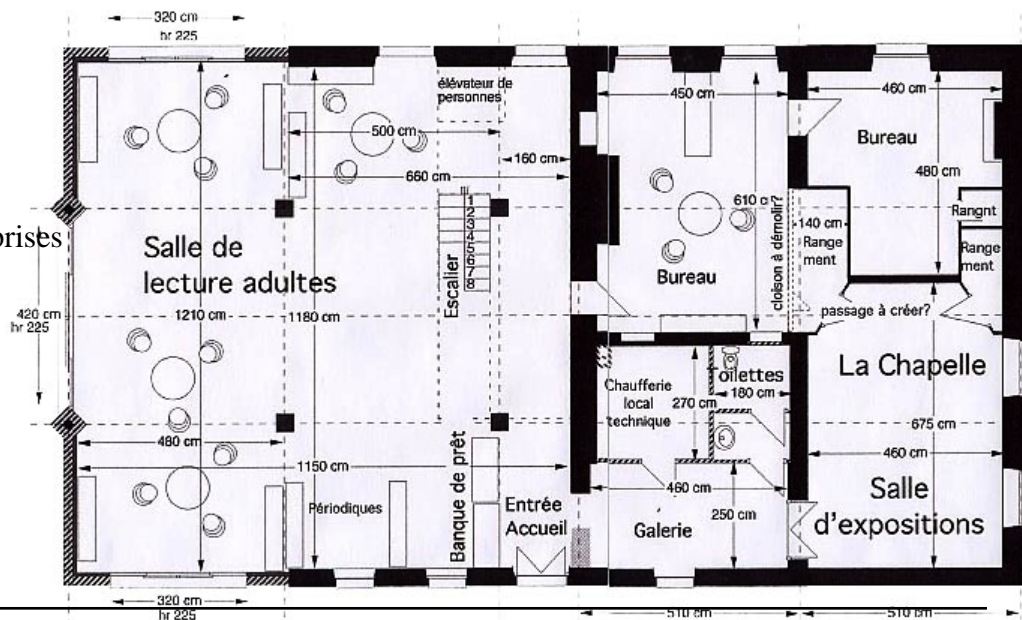 320 cm
hr 225
élévateur de
personnes
450 cm
460 cm
Bureau
500 cm
160 cm
660 cm
480 cm
610 c
cloison à démolir?
1
2
3
4
5
6
7
8
Escalier
140 cm
Range
ment
Rangnt
Range
ment
prises
Salle de
lecture adultes
Bureau
420 cm
hr 225
1210 cm
1180 cm
passage à créer?
La Chapelle
Chaufferie
local
technique
270 cm
Toilettes
180 cm
675 cm
480 cm
1150 cm
460 cm
460 cm
Périodiques
Banque de prêt
Entrée
Accueil
Galerie
250 cm
Salle
d'expositions
320 cm
hr 225
510 cm
510 cm